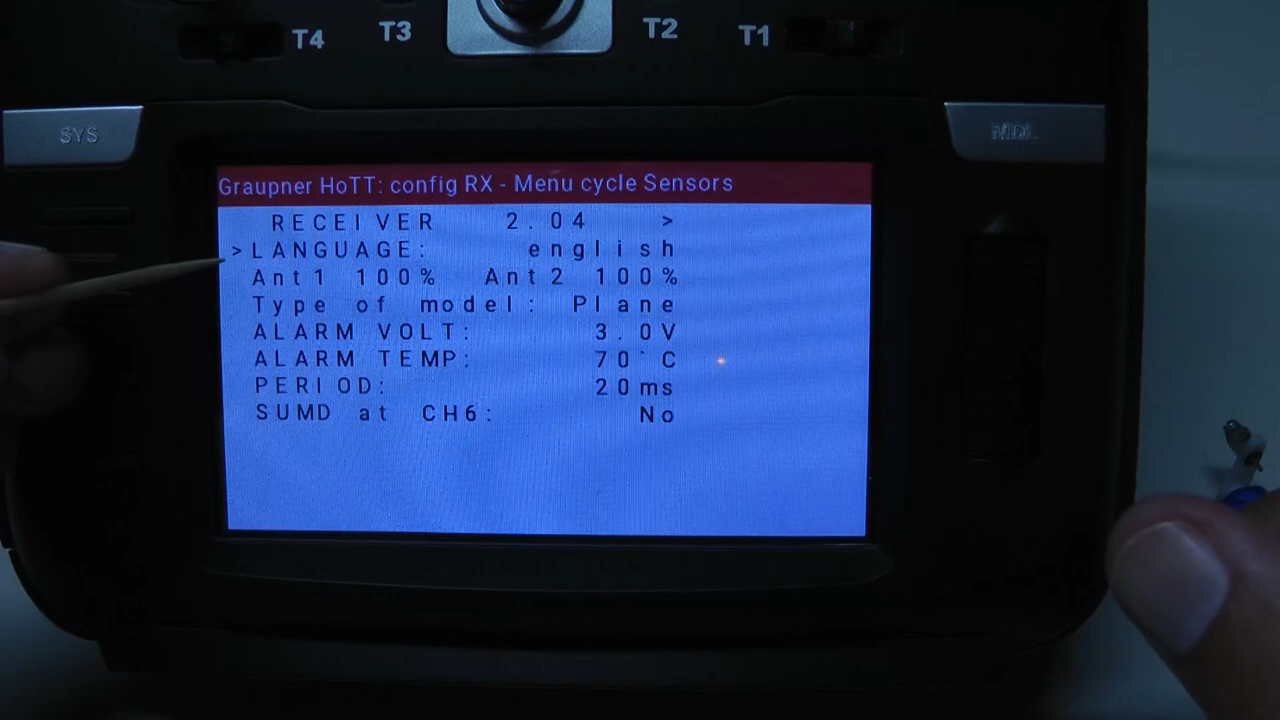 T4 T3 T2 T1
SYS MDL
Graupner HoTT: config RX - Menu cycle Sensors
RECEIVER 2.04 >
>LANGUAGE: english
Ant1 100% Ant2 100%
Type of model: Plane
ALARM VOLT: 3.0V
ALARM TEMP: 70°C
PERIOD: 20ms
SUMD at CH6: No